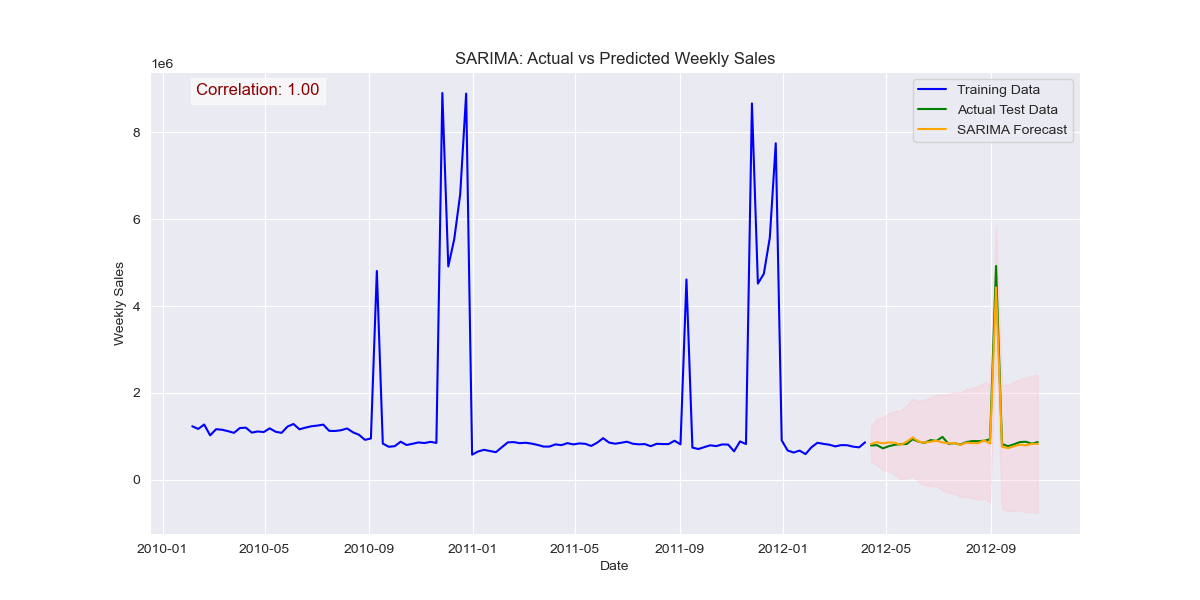 SARIMA: Actual vs Predicted Weekly Sales
1e6
Correlation: 1.00
Training Data
Actual Test Data
SARIMA Forecast
8
6
4
2
0
Weekly Sales
2010-01 2010-05 2010-09 2011-01 2011-05 2011-09 2012-01 2012-05 2012-09
Date